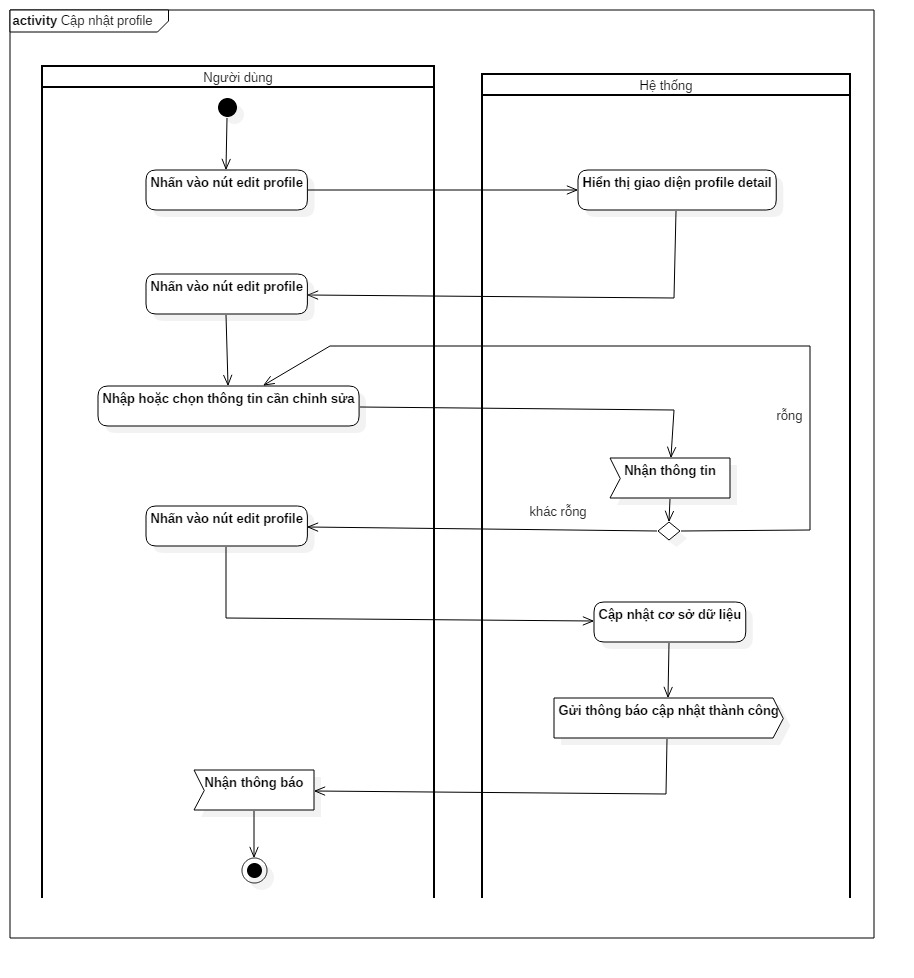 activity Cập nhật profile
Người dùng
Hệ thống
Nhấn vào nút edit profile
Hiển thị giao diện profile detail
Nhấn vào nút edit profile
Nhập hoặc chọn thông tin cần chỉnh sửa
rỗng
Nhận thông tin
khác rỗng
Nhấn vào nút edit profile
Cập nhật cơ sở dữ liệu
Gửi thông báo cập nhật thành công
Nhận thông báo